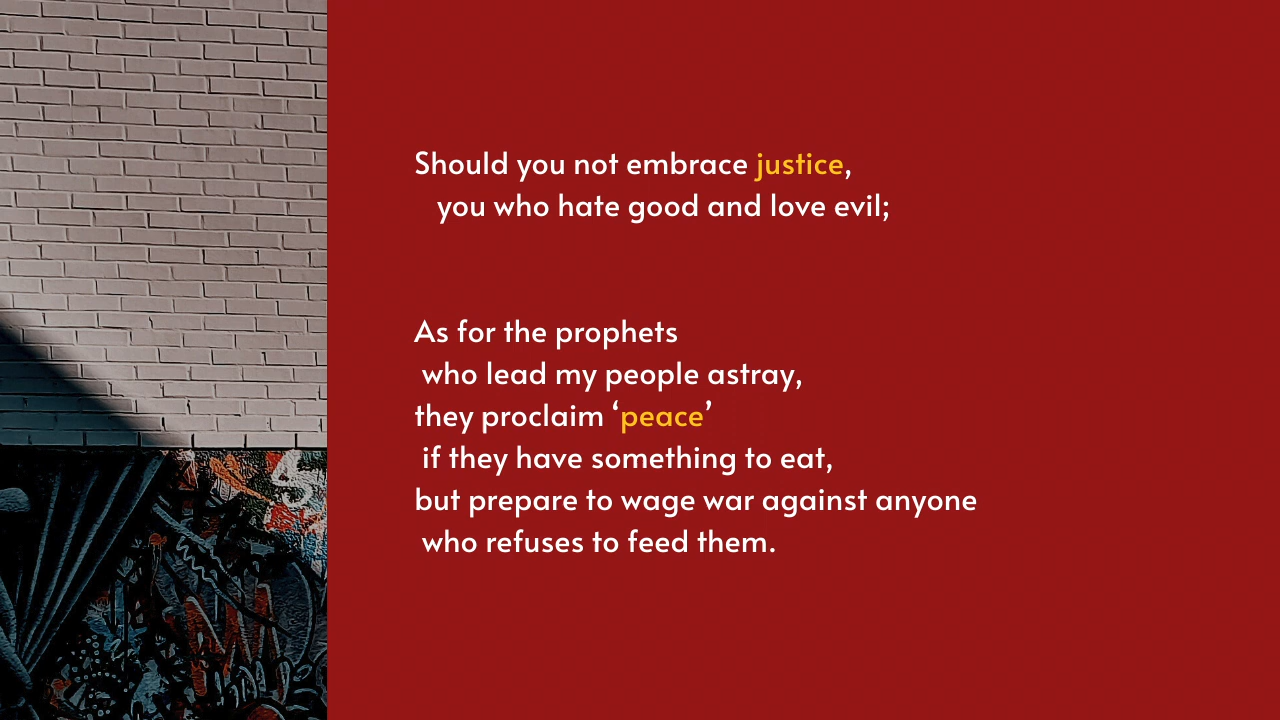 Should you not embrace justice,
you who hate good and love evil;
As for the prophets
who lead my people astray,
they proclaim ‘peace’
if they have something to eat,
but prepare to wage war against anyone
who refuses to feed them.